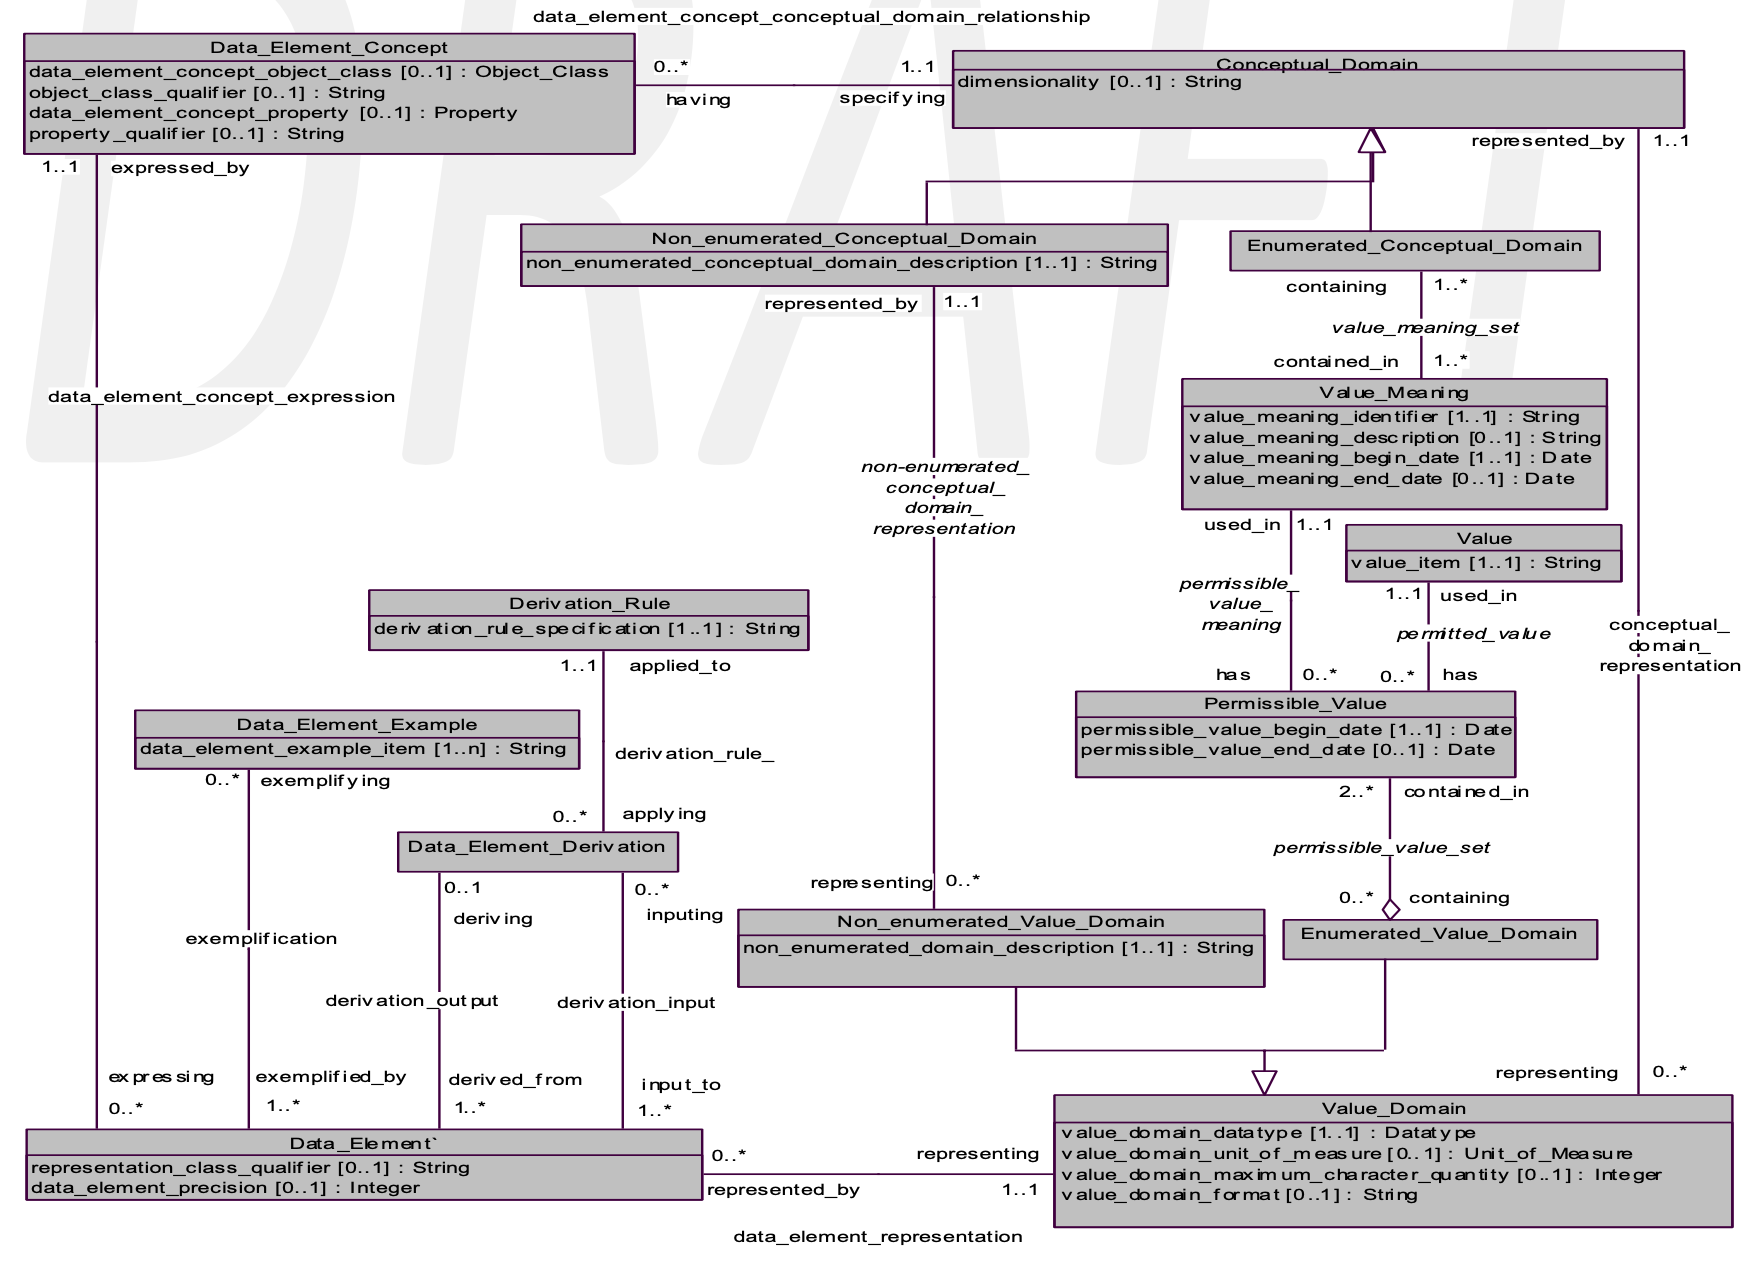 DRAFT
data_element_concept_conceptual_domain_relationship
Data_Element_Concept
data_element_concept_object_class [0..1] : Object_Class
object_class_qualifier [0..1] : String
data_element_concept_property [0..1] : Property
property_qualifier [0..1] : String
0..*
1..1
having
specifying
Conceptual_Domain
dimensionality [0..1] : String
1..1
expressed_by
represented_by
1..1
Non_enumerated_Conceptual_Domain
non_enumerated_conceptual_domain_description [1..1] : String
Enumerated_Conceptual_Domain
represented_by
1..1
containing
1..*
value_meaning_set
contained_in
1..*
data_element_concept_expression
Value_Meaning
value_meaning_identifier [1..1] : String
value_meaning_description [0..1] : String
value_meaning_begin_date [1..1] : Date
value_meaning_end_date [0..1] : Date
non-enumerated_
conceptual_
domain_
representation
used_in
1..1
Value
value_item [1..1] : String
1..1
used_in
permissible_
value_
meaning
permitted_value
conceptual_
domain_
representation
Derivation_Rule
derivation_rule_specification [1..1] : String
1..1
applied_to
has
0..*
0..*
has
Permissible_Value
permissible_value_begin_date [1..1] : Date
permissible_value_end_date [0..1] : Date
Data_Element_Example
data_element_example_item [1..n] : String
0..*
exemplifying
derivation_rule_
2..*
contained_in
0..*
applying
Data_Element_Derivation
permissible_value_set
0..1
deriving
0..*
inputing
representing
0..*
0..*
containing
Non_enumerated_Value_Domain
non_enumerated_domain_description [1..1] : String
Enumerated_Value_Domain
exemplification
derivation_output
derivation_input
expressing
0..*
exemplified_by
1..*
derived_from
1..*
input_to
1..*
representing
0..*
Data_Element`
representation_class_qualifier [0..1] : String
data_element_precision [0..1] : Integer
0..*
representing
represented_by
1..1
Value_Domain
value_domain_datatype [1..1] : Datatype
value_domain_unit_of_measure [0..1] : Unit_of_Measure
value_domain_maximum_character_quantity [0..1] : Integer
value_domain_format [0..1] : String
data_element_representation